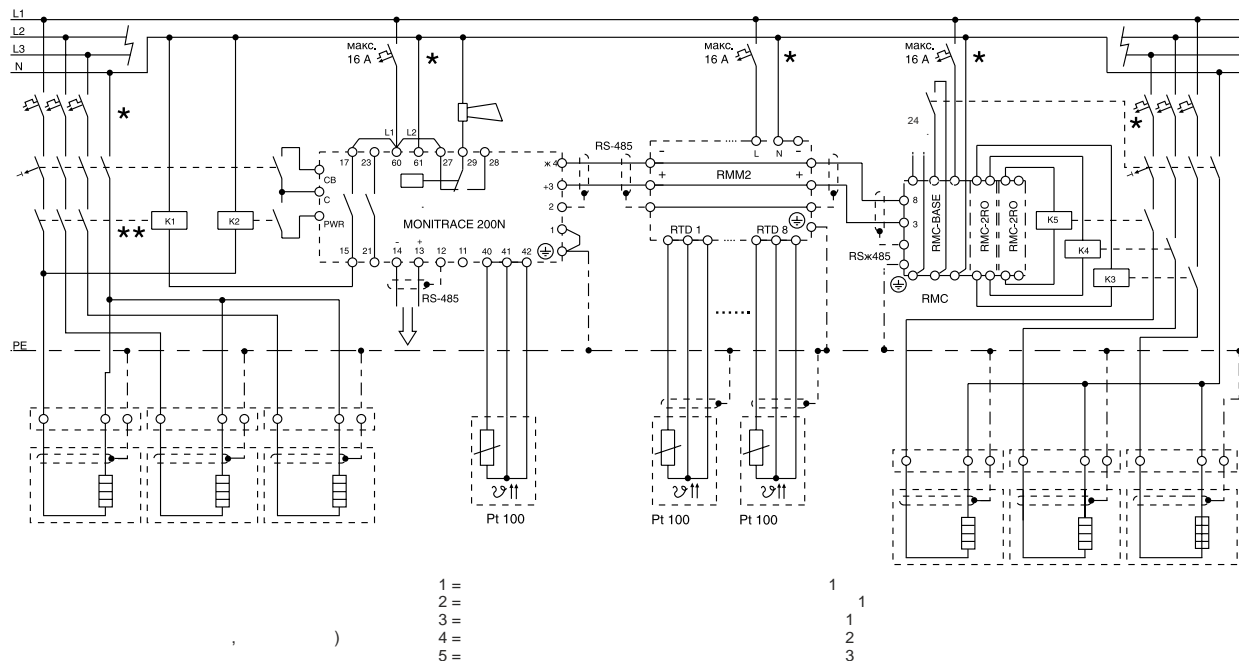 L1
L2
L3
N
макс.
16 А
*
макс.
16 А
*
макс.
16 А
*
*
*
24
L1 L2
17 23 60 61 27 29 28
CB
C
PWR
ж 4
+3
2
1
MONITRACE 200N
15 21 14 13 12 11 40 41 42
- +
RS-485
K1
K2
**
RS-485
L N
- -
+ RMM2 +
RTD 1 ..... RTD 8
.......
8
3
RMC-BASE
RMC-2RO
RMC-2RO
RSж485
RMC
K5
K4
K3
PE
Pt 100
Pt 100
Pt 100
1 = 1
2 = 1
3 = 1
, ) 4 = 2
5 = 3